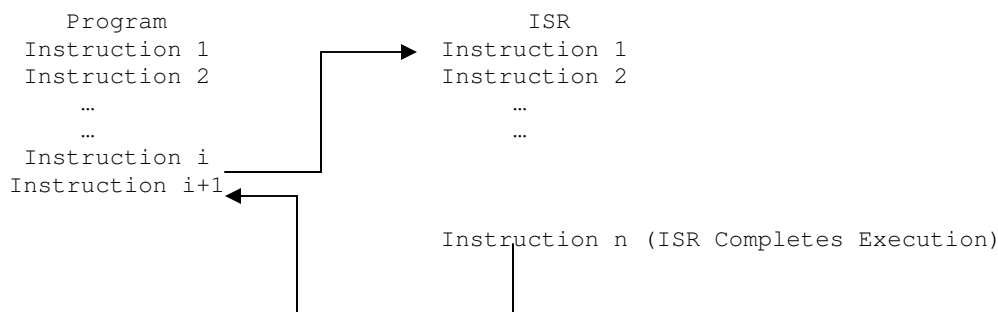 Program
Instruction 1
Instruction 2
…
…
Instruction i
Instruction i+1
ISR
Instruction 1
Instruction 2
…
…
Instruction n (ISR Completes Execution)